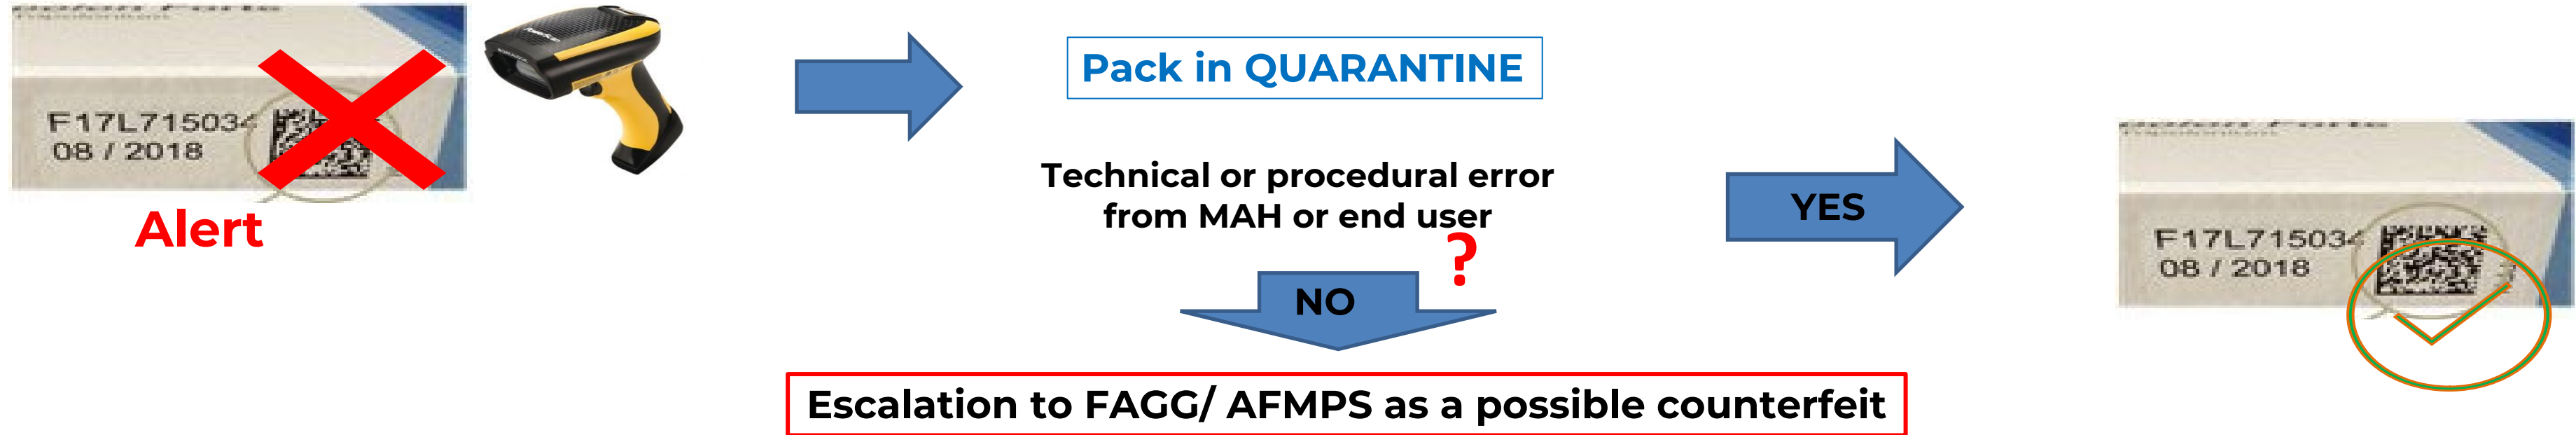 F17L715034
08 / 2018
Alert
Pack in QUARANTINE
Technical or procedural error
from MAH or end user
?
NO
YES
Escalation to FAGG/ AFMPS as a possible counterfeit
F17L715034
08 / 2018